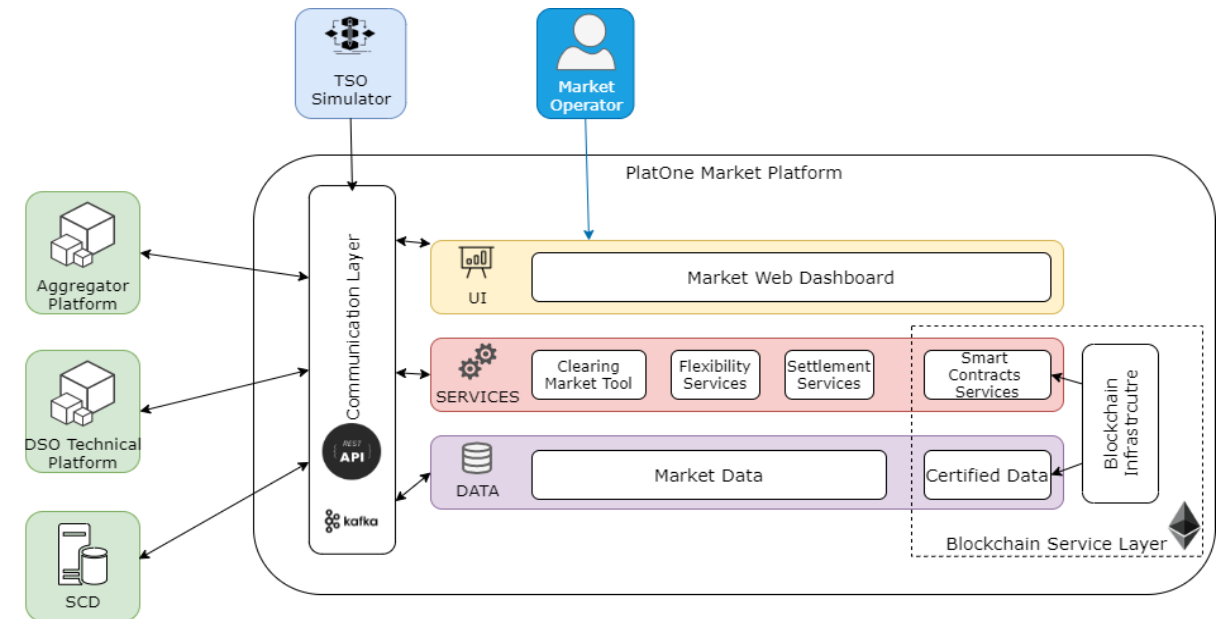 TSO
Simulator
Market
Operator
PlatOne Market Platform
Aggregator
Platform
DSO Technical
Platform
SCD
Communication Layer
REST
API
kafka
UI
Market Web Dashboard
SERVICES
Clearing
Market Tool
Flexibility
Services
Settlement
Services
Smart
Contracts
Services
DATA
Market Data
Certified Data
Blockchain
Infrastrcutre
Blockchain Service Layer